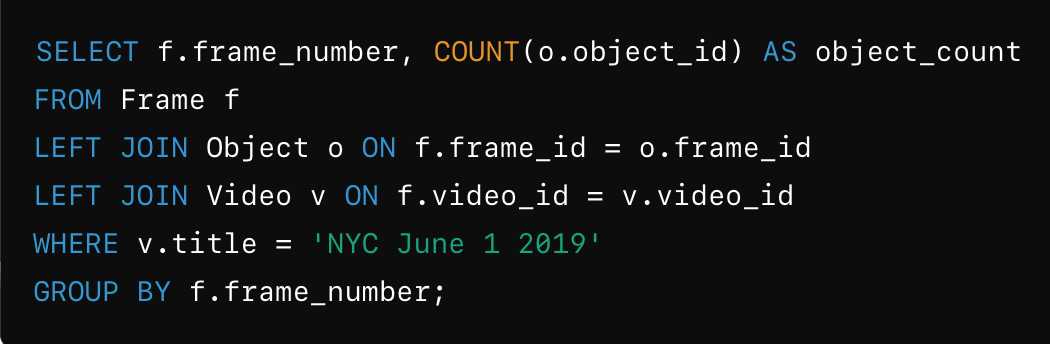 SELECT f.frame_number, COUNT(o.object_id) AS object_count
FROM Frame f
LEFT JOIN Object o ON f.frame_id = o.frame_id
LEFT JOIN Video v ON f.video_id = v.video_id
WHERE v.title = 'NYC June 1 2019'
GROUP BY f.frame_number;